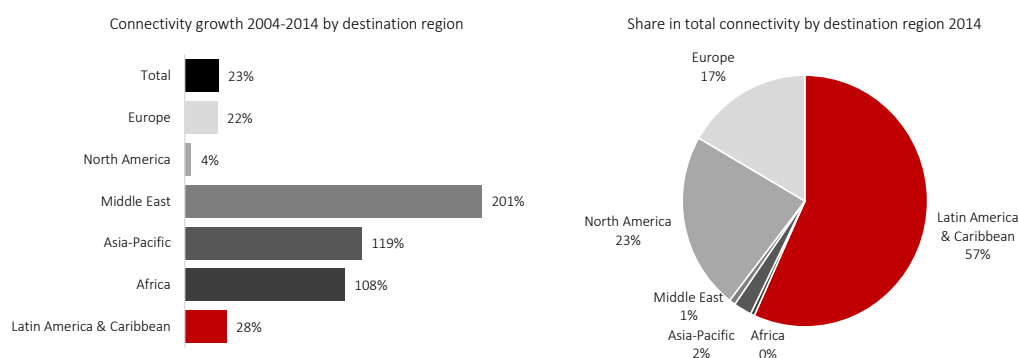 Connectivity growth 2004-2014 by destination region
Total
23%
Europe
22%
North America
4%
Middle East
201%
Asia-Pacific
119%
Africa
108%
Latin America & Caribbean
28%
Share in total connectivity by destination region 2014
Europe
17%
North America
23%
Latin America
& Caribbean
57%
Middle East
1%
Asia-Pacific
2%
Africa
0%